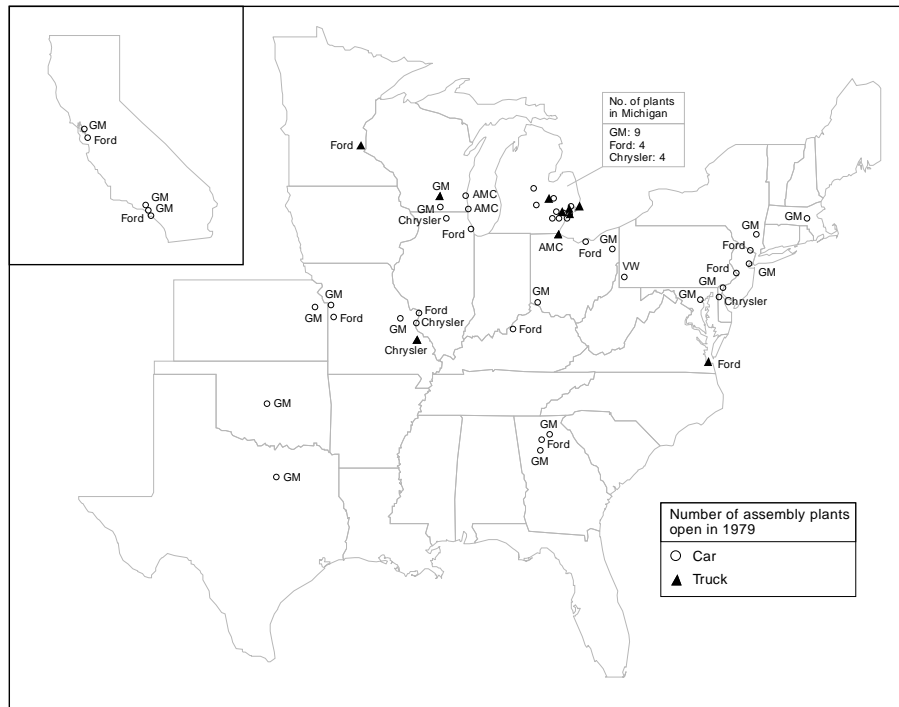 GM
Ford
GM
GM
Ford
No. of plants
in Michigan
GM: 9
Ford: 4
Chrysler: 4
Ford
GM
AMC
GM
AMC
Chrysler
Ford
AMC
Ford
GM
GM
Ford
GM
Ford
GM
VW
GM
Chrysler
GM
GM
GM
Ford
GM
Ford
Chrysler
GM
Chrysler
Ford
Ford
GM
GM
Ford
GM
GM
Number of assembly plants
open in 1979
Car
Truck